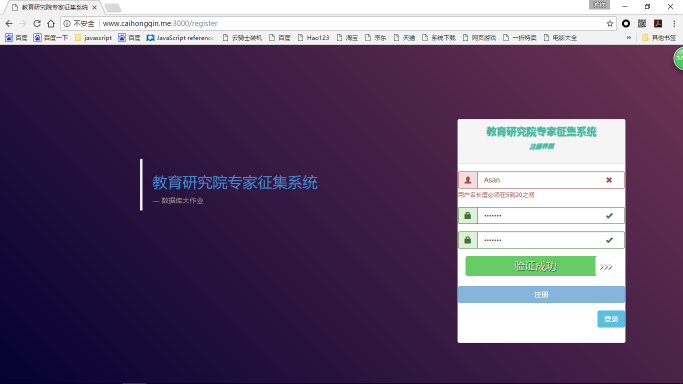 教育研究院专家征集系统
不安全 www.caihongqin.me:3000/register
百度 百度一下 javascript 百度 JavaScript reference 云骑士装机 百度 Hao123 淘宝 京东 天猫 系统下载 网页游戏 一折特卖 电影大全 » 其他书签
教育研究院专家征集系统
注册界面
Asan
用户名长度必须在5到20之间
教育研究院专家征集系统
— 数据库大作业
验证成功 >>>
注册
登录